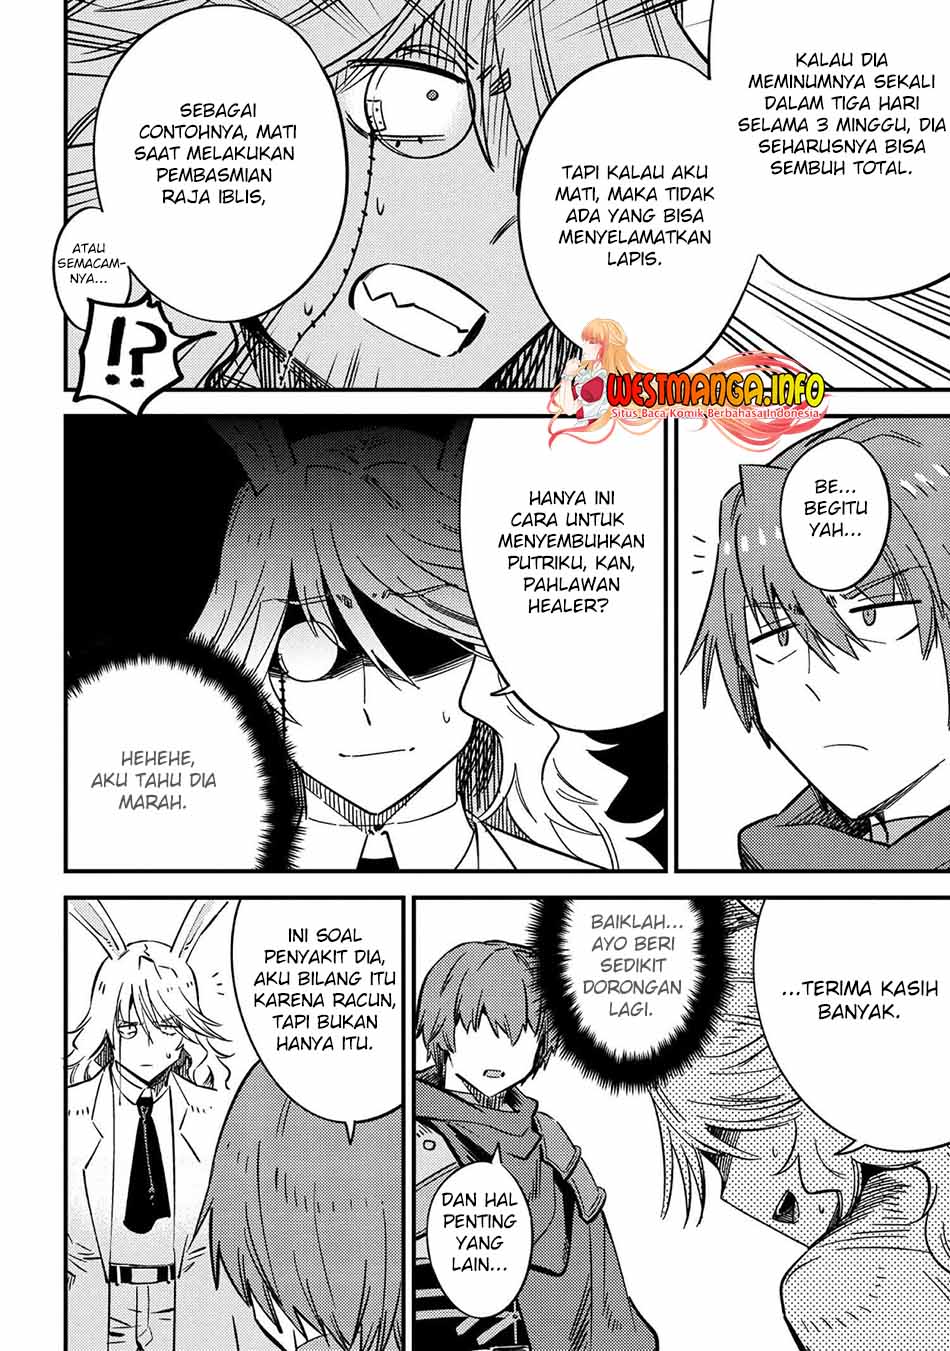 KALAU DIA
MEMINUMNYA SEKALI
DALAM TIGA HARI
SELAMA 3 MINGGU, DIA
SEHARUSNYA BISA
SEMBUH TOTAL.
TAPI KALAU AKU
MATI, MAKA TIDAK
ADA YANG BISA
MENYELAMATKAN
LAPIS.
SEBAGAI
CONTOHNYA, MATI
SAAT MELAKUKAN
PEMBASMIAN
RAJA IBLIS,
ATAU
SEMACAM-
NYA...
!?
WESTMANGA.INFO
Situs Baca Komik Berbahasa Indonesia
BE...
BEGITU
YAH...
HANYA INI
CARA UNTUK
MENYEMBUHKAN
PUTRIKU, KAN,
PAHLAWAN
HEALER?
HEHEHE,
AKU TAHU DIA
MARAH.
...TERIMA KASIH
BANYAK.
BAIKLAH...
AYO BERI
SEDIKIT
DORONGAN
LAGI.
DAN HAL
PENTING
YANG
LAIN...
INI SOAL
PENYAKIT DIA,
AKU BILANG ITU
KARENA RACUN,
TAPI BUKAN
HANYA ITU.